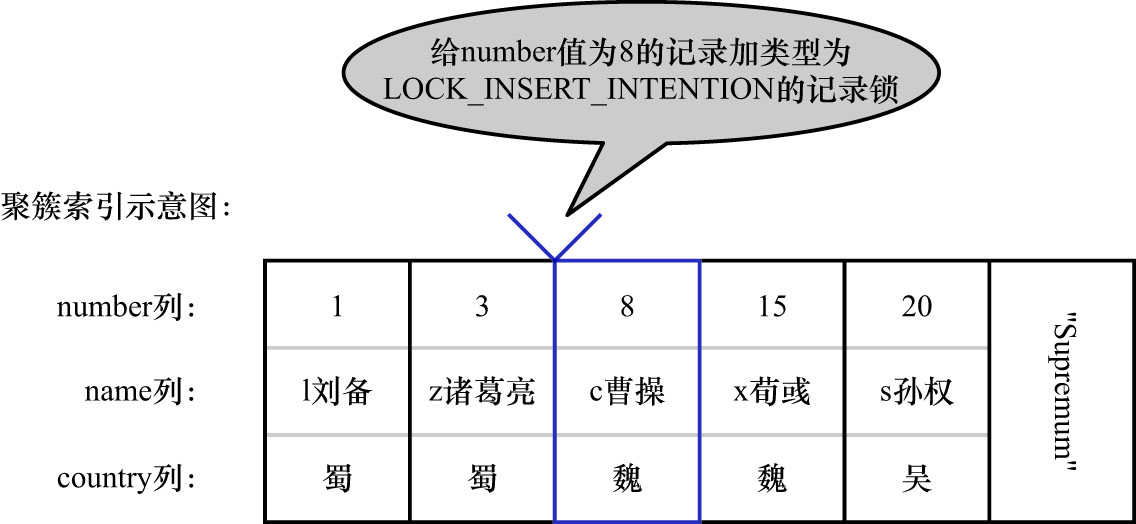 给number值为8的记录加类型为
LOCK_INSERT_INTENTION的记录锁
聚簇索引示意图：
number列： 1 3 8 15 20 "Supremum"
name列： l刘备 z诸葛亮 c曹操 x荀彧 s孙权
country列： 蜀 蜀 魏 魏 吴